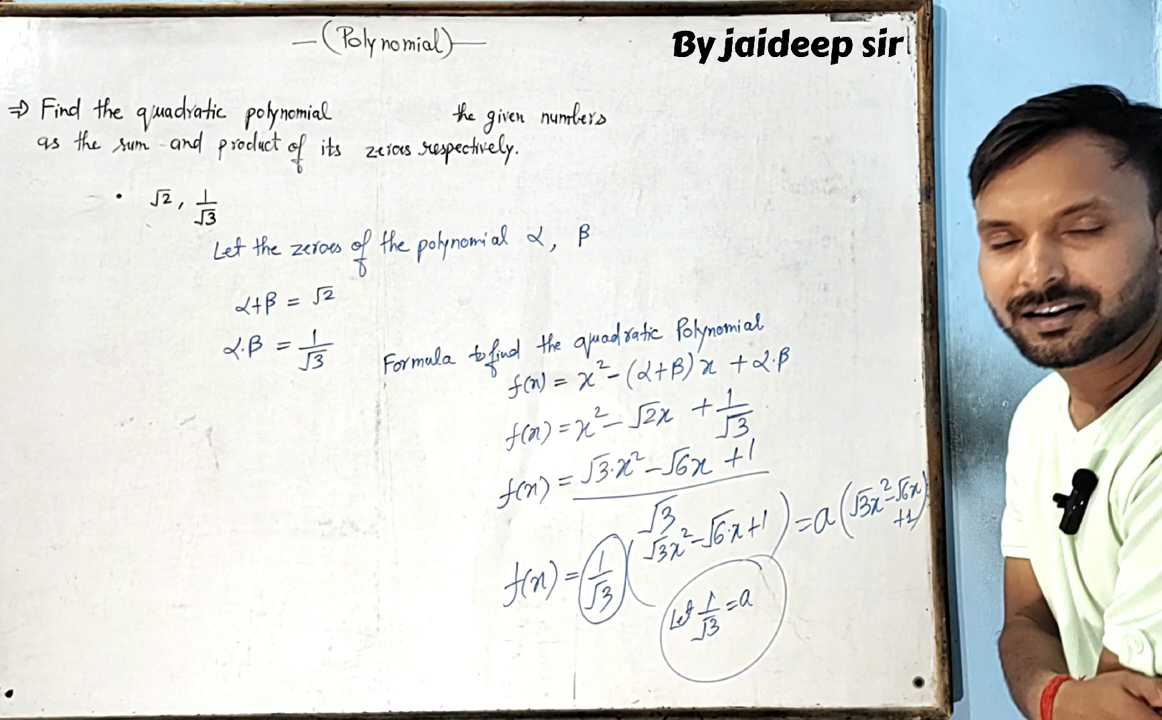 —(Polynomial)—
By jaideep sir
⇒ Find the quadratic polynomial the given numbers
as the sum and product of its zeroes respectively.
• √2, 1/√3
Let the zeroes of the polynomial α, β
α+β = √2
α·β = 1/√3
Formula to find the quadratic Polynomial
f(x) = x² - (α+β)x + α·β
f(x) = x² - √2x + 1/√3
f(x) = (√3·x² - √6x + 1)/√3
f(x) = 1/√3 (√3x² - √6·x + 1) = a(√3x² - √6x + 1)
Let 1/√3 = a